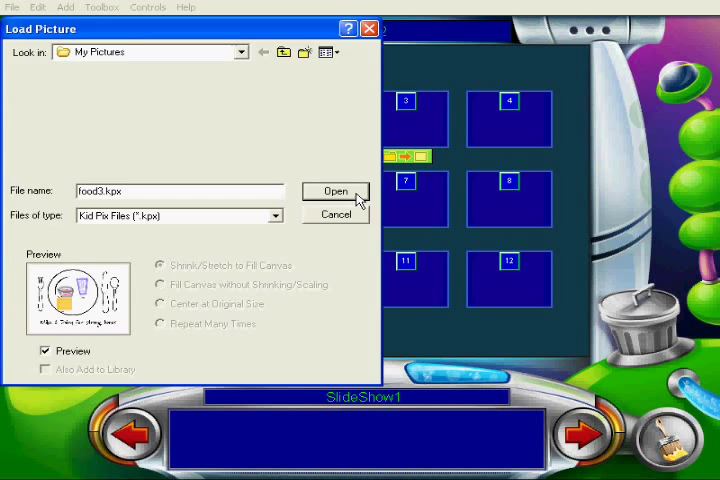 File Edit Add Toolbox Controls Help
Load Picture
Look in: My Pictures
2
3 4
File name: food3.kpx Open
7 8
Files of type: Kid Pix Files (*.kpx) Cancel
Preview
11 12
Shrink/Stretch to Fill Canvas
Fill Canvas without Shrinking/Scaling
Center at Original Size
Repeat Many Times
Preview
Also Add to Library
SlideShow1